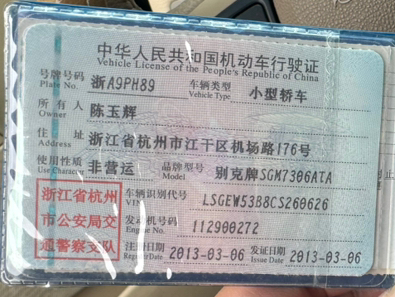 中华人民共和国机动车行驶证
Vehicle License of the People's Republic of China
号牌号码 Plate No. 浙A9PH89 车辆类型 Vehicle Type 小型轿车
所有人 Owner 陈玉辉
住址 Address 浙江省杭州市江干区机场路176号
使用性质 Use Character 非营运 品牌型号 Model 别克牌SGM7306ATA
浙江省杭州市公安局交通警察支队
车辆识别代号 VIN LSGEW53B8CS260626
发动机号码 Engine No. 112900272
注册日期 Register Date 2013-03-06 发证日期 Issue Date 2013-03-06